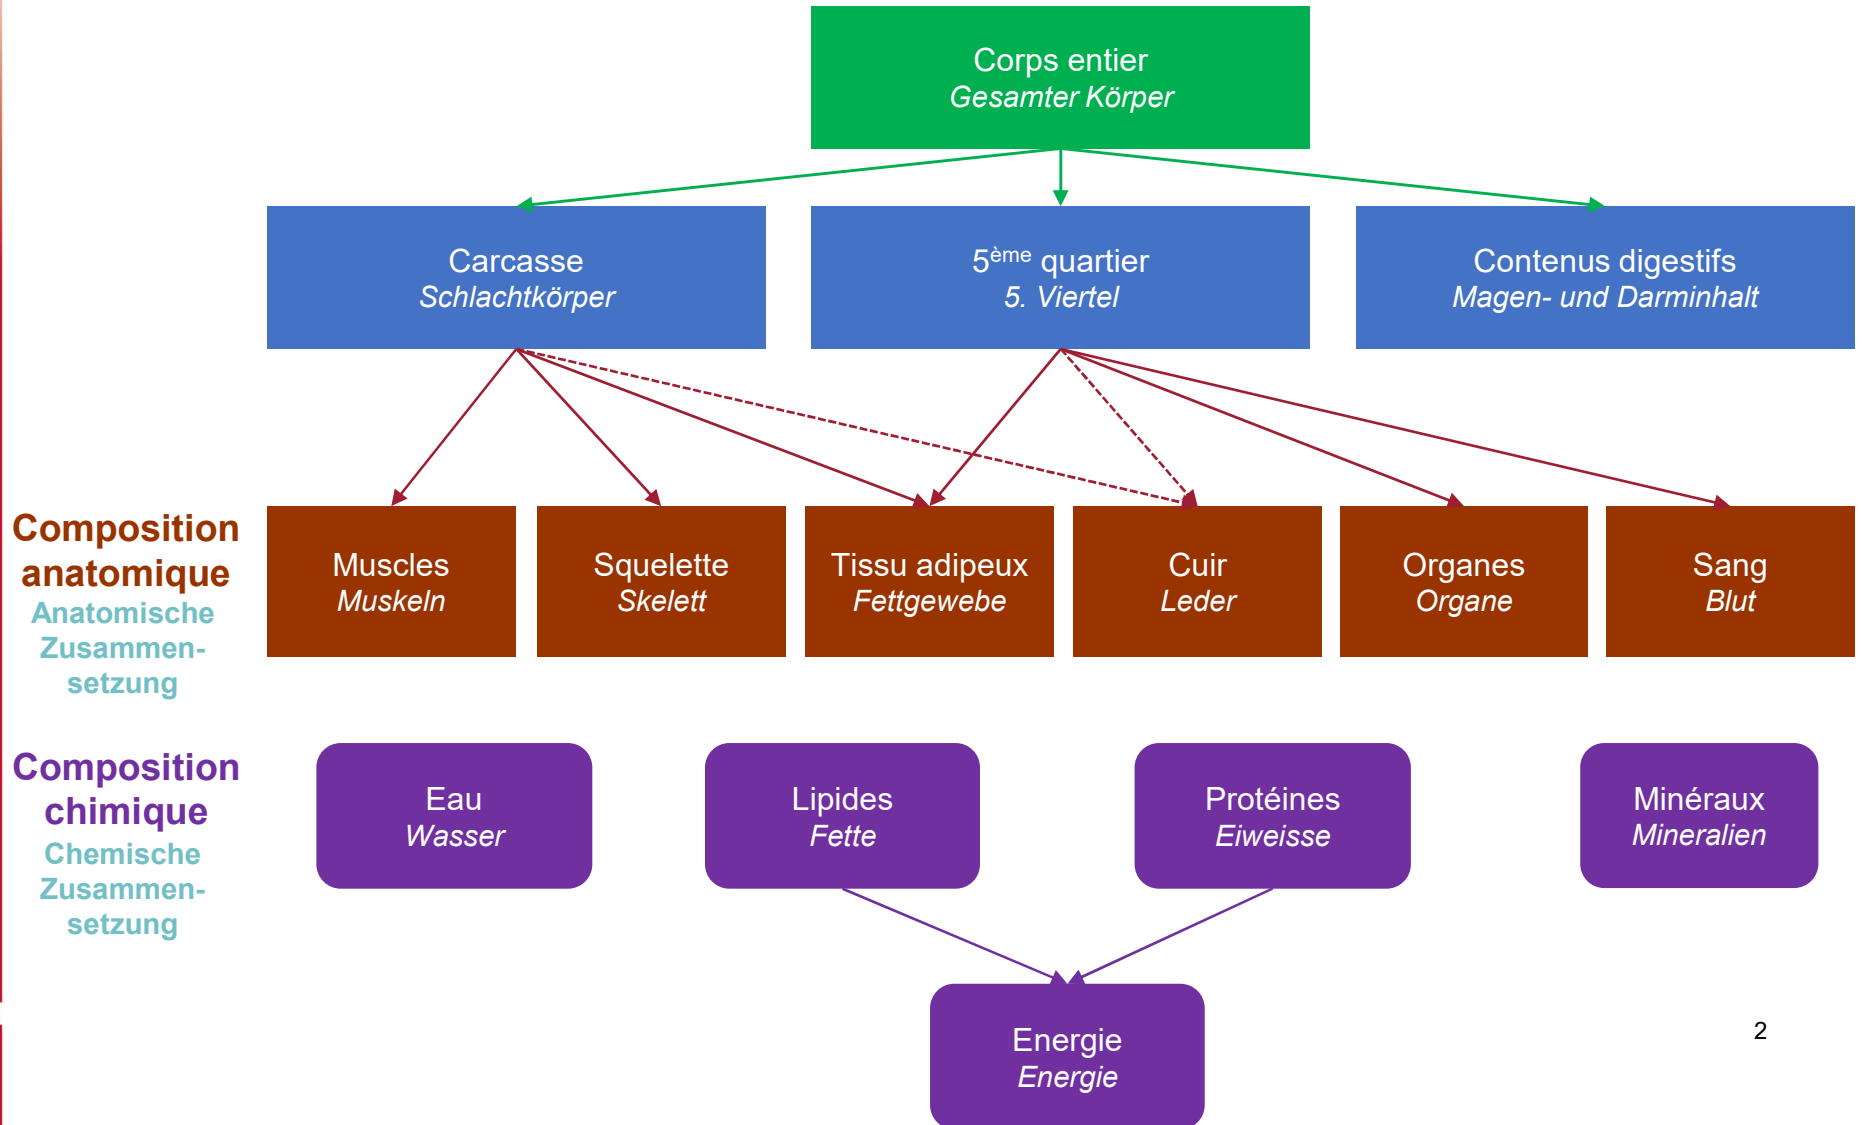 Corps entier
Gesamter Körper
Carcasse
Schlachtkörper
5ème quartier
5. Viertel
Contenus digestifs
Magen- und Darminhalt
Composition
anatomique
Anatomische
Zusammen-
setzung
Muscles
Muskeln
Squelette
Skelett
Tissu adipeux
Fettgewebe
Cuir
Leder
Organes
Organe
Sang
Blut
Composition
chimique
Chemische
Zusammen-
setzung
Eau
Wasser
Lipides
Fette
Protéines
Eiweisse
Minéraux
Mineralien
Energie
Energie
2